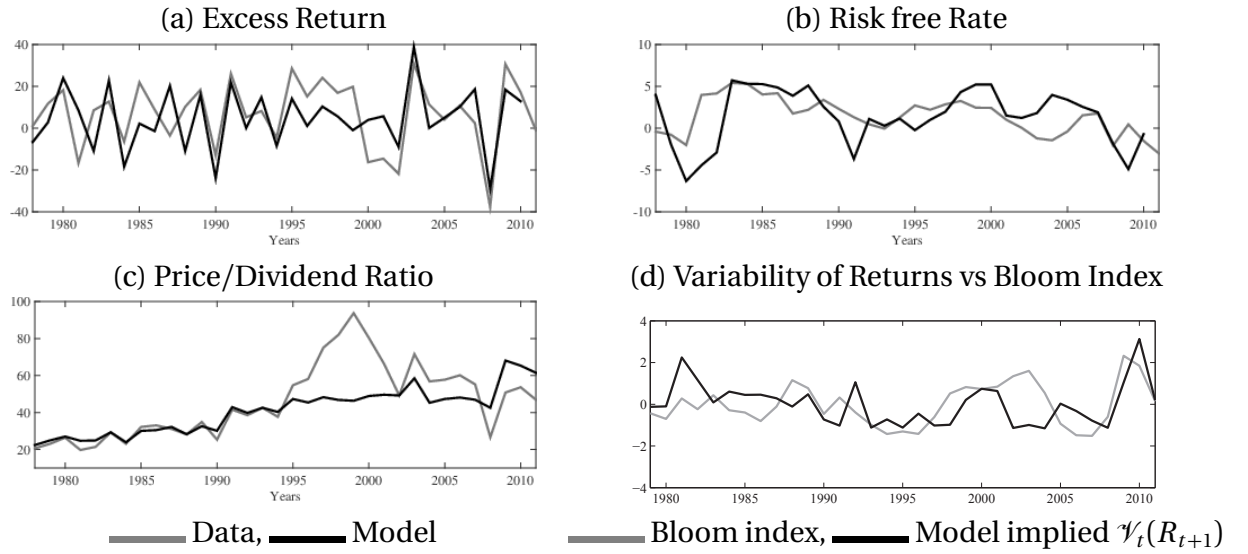 (a) Excess Return
(b) Risk free Rate
40
20
0
-20
-40
1980 1985 1990 1995 2000 2005 2010
Years
10
5
0
-5
-10
1980 1985 1990 1995 2000 2005 2010
Years
(c) Price/Dividend Ratio
(d) Variability of Returns vs Bloom Index
100
80
60
40
20
1980 1985 1990 1995 2000 2005 2010
Years
4
2
0
-2
-4
1980 1985 1990 1995 2000 2005 2010
Data, Model
Bloom index, Model implied 𝒱ₜ(Rₜ₊₁)